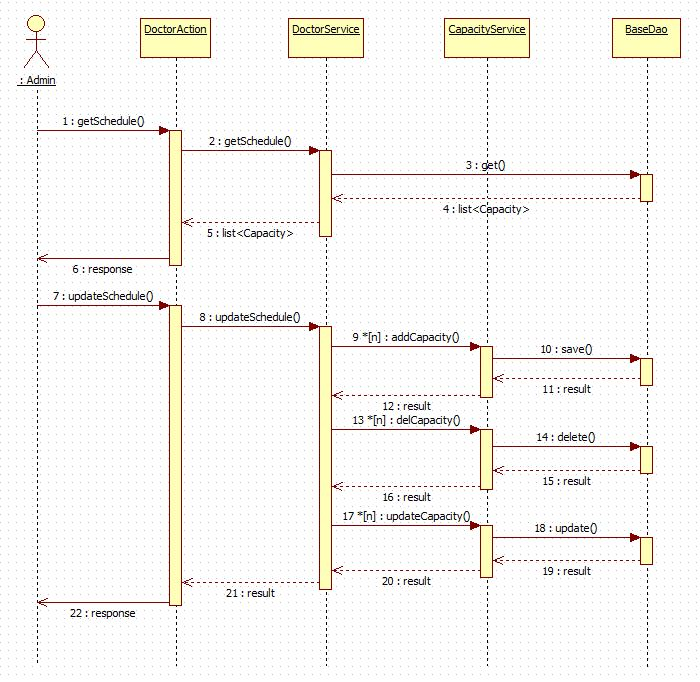 DoctorAction
DoctorService
CapacityService
BaseDao
: Admin
1 : getSchedule()
2 : getSchedule()
3 : get()
4 : list<Capacity>
5 : list<Capacity>
6 : response
7 : updateSchedule()
8 : updateSchedule()
9 *[n] : addCapacity()
10 : save()
11 : result
12 : result
13 *[n] : delCapacity()
14 : delete()
15 : result
16 : result
17 *[n] : updateCapacity()
18 : update()
19 : result
20 : result
21 : result
22 : response